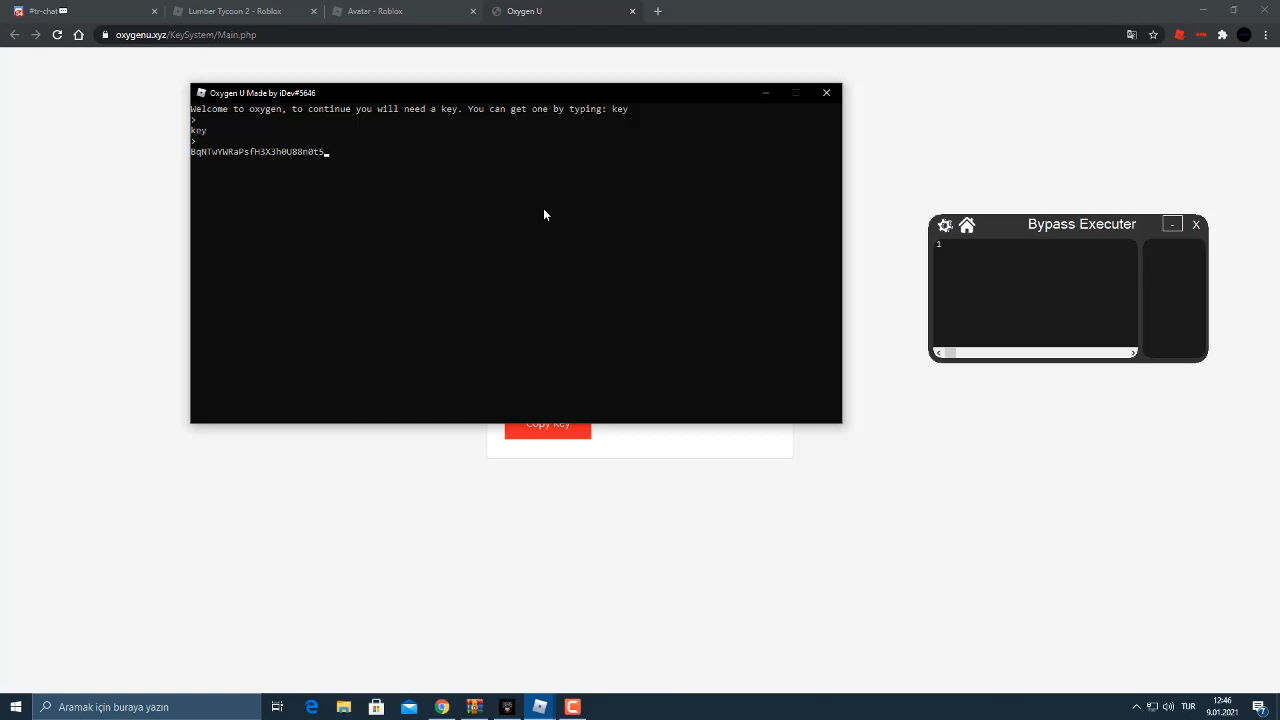 #tr-chat
Lumber Tycoon 2 - Roblox
Avatar - Roblox
Oxygen U
oxygenu.xyz/KeySystem/Main.php
Oxygen U Made by iDev#5646
Welcome to oxygen, to continue you will need a key. You can get one by typing: key
>
key
>
BqNTwYWRaPsfH3X3h0U88n0t5_
Bypass Executer
- X
1
Copy Key
Aramak için buraya yazın
TUR
12:46
9.01.2021
7